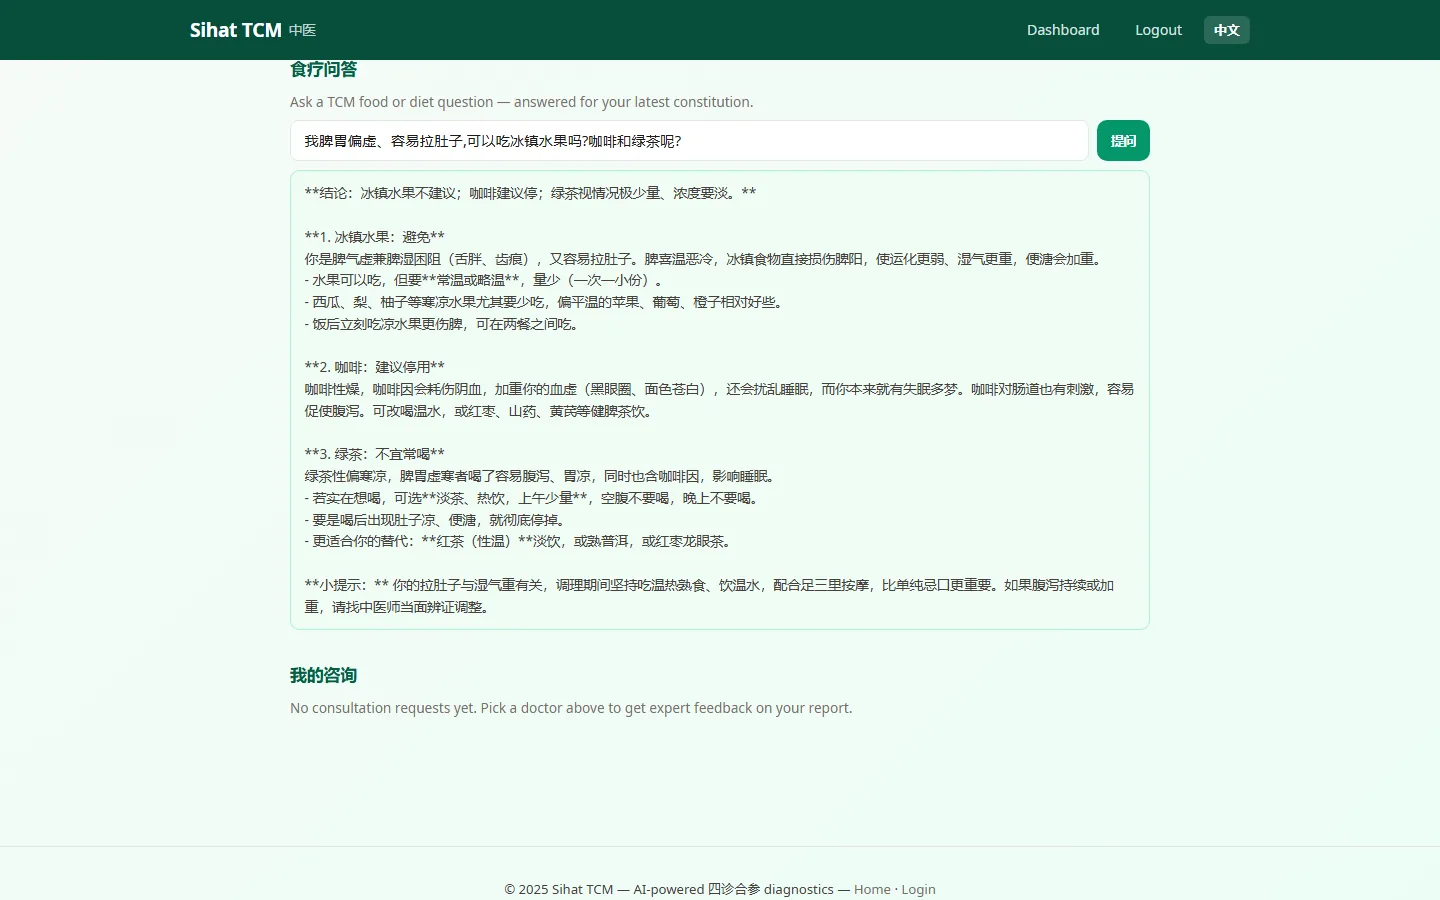 Sihat TCM 中医
Dashboard
Logout
中文
食疗问答
Ask a TCM food or diet question — answered for your latest constitution.
我脾胃偏虚、容易拉肚子,可以吃冰镇水果吗?咖啡和绿茶呢?
提问
**结论：冰镇水果不建议；咖啡建议停；绿茶视情况极少量、浓度要淡。**
**1. 冰镇水果：避免**
你是脾气虚兼脾湿困阻（舌胖、齿痕），又容易拉肚子。脾喜温恶冷，冰镇食物直接损伤脾阳，使运化更弱、湿气更重，便溏会加重。
- 水果可以吃，但要**常温或略温**，量少（一次一小份）。
- 西瓜、梨、柚子等寒凉水果尤其要少吃，偏平温的苹果、葡萄、橙子相对好些。
- 饭后立刻吃凉水果更伤脾，可在两餐之间吃。
**2. 咖啡：建议停用**
咖啡性燥，咖啡因会耗伤阴血，加重你的血虚（黑眼圈、面色苍白），还会扰乱睡眠，而你本来就有失眠多梦。咖啡对肠道也有刺激，容易
促使腹泻。可改喝温水，或红枣、山药、黄芪等健脾茶饮。
**3. 绿茶：不宜常喝**
绿茶性偏寒凉，脾胃虚寒者喝了容易腹泻、胃凉，同时也含咖啡因，影响睡眠。
- 若实在想喝，可选**淡茶、热饮，上午少量**，空腹不要喝，晚上不要喝。
- 要是喝后出现肚子凉、便溏，就彻底停掉。
- 更适合你的替代：**红茶（性温）**淡饮，或熟普洱，或红枣龙眼茶。
**小提示：** 你的拉肚子与湿气重有关，调理期间坚持吃温热熟食、饮温水，配合足三里按摩，比单纯忌口更重要。如果腹泻持续或加
重，请找中医师当面辨证调整。
我的咨询
No consultation requests yet. Pick a doctor above to get expert feedback on your report.
© 2025 Sihat TCM — AI-powered 四诊合参 diagnostics — Home · Login